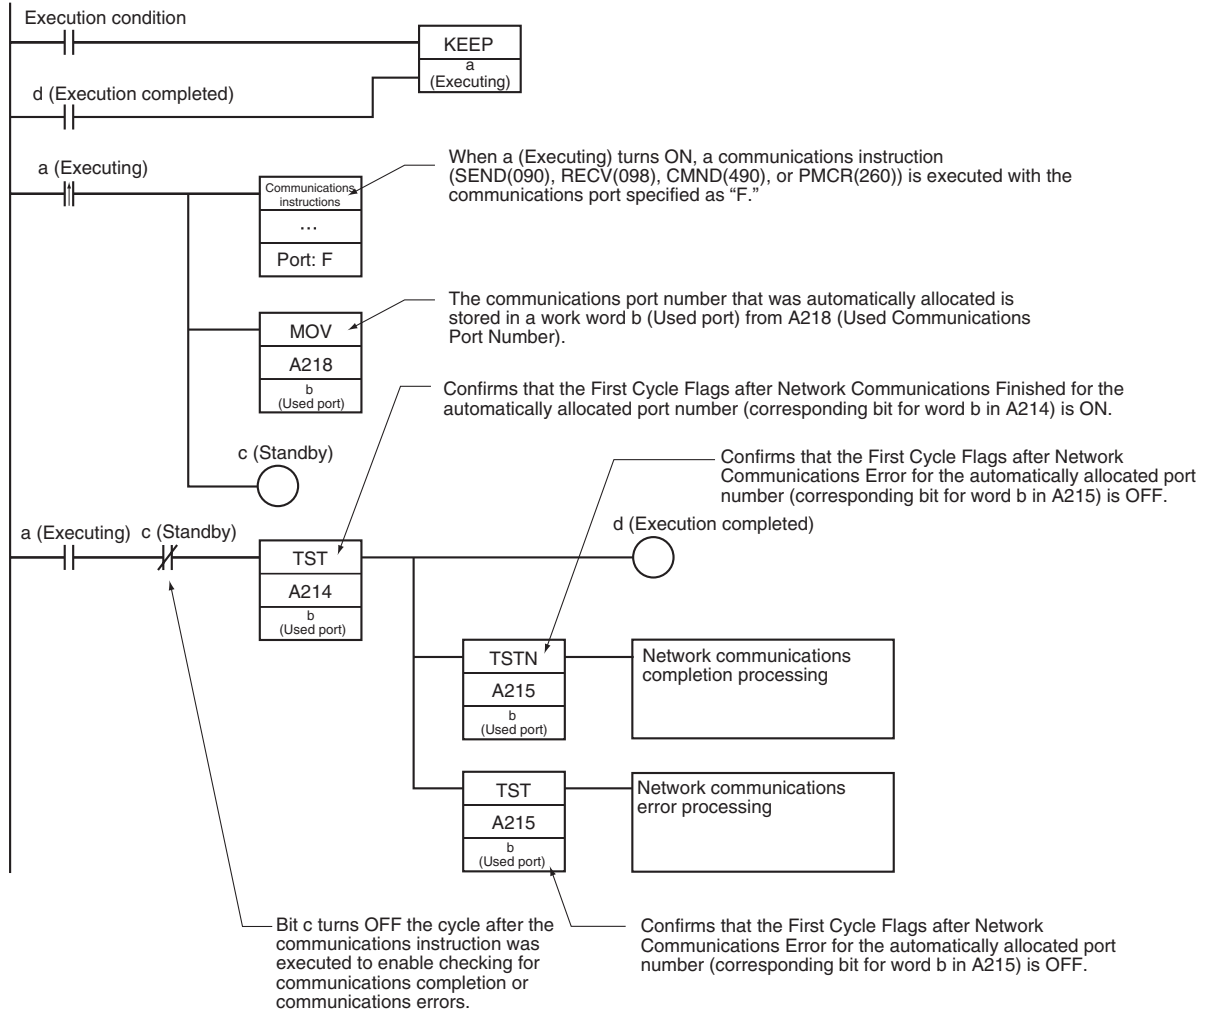 Execution condition
KEEP
a
(Executing)
d (Execution completed)
a (Executing)
Communications
instructions
...
Port: F
When a (Executing) turns ON, a communications instruction
(SEND(090), RECV(098), CMND(490), or PMCR(260)) is executed with the
communications port specified as “F.”
MOV
A218
b
(Used port)
The communications port number that was automatically allocated is
stored in a work word b (Used port) from A218 (Used Communications
Port Number).
Confirms that the First Cycle Flags after Network Communications Finished for the
automatically allocated port number (corresponding bit for word b in A214) is ON.
c (Standby)
Confirms that the First Cycle Flags after Network
Communications Error for the automatically allocated port
number (corresponding bit for word b in A215) is OFF.
a (Executing) c (Standby)
TST
A214
b
(Used port)
d (Execution completed)
TSTN
A215
b
(Used port)
Network communications
completion processing
TST
A215
b
(Used port)
Network communications
error processing
Bit c turns OFF the cycle after the
communications instruction was
executed to enable checking for
communications completion or
communications errors.
Confirms that the First Cycle Flags after Network
Communications Error for the automatically allocated port
number (corresponding bit for word b in A215) is OFF.